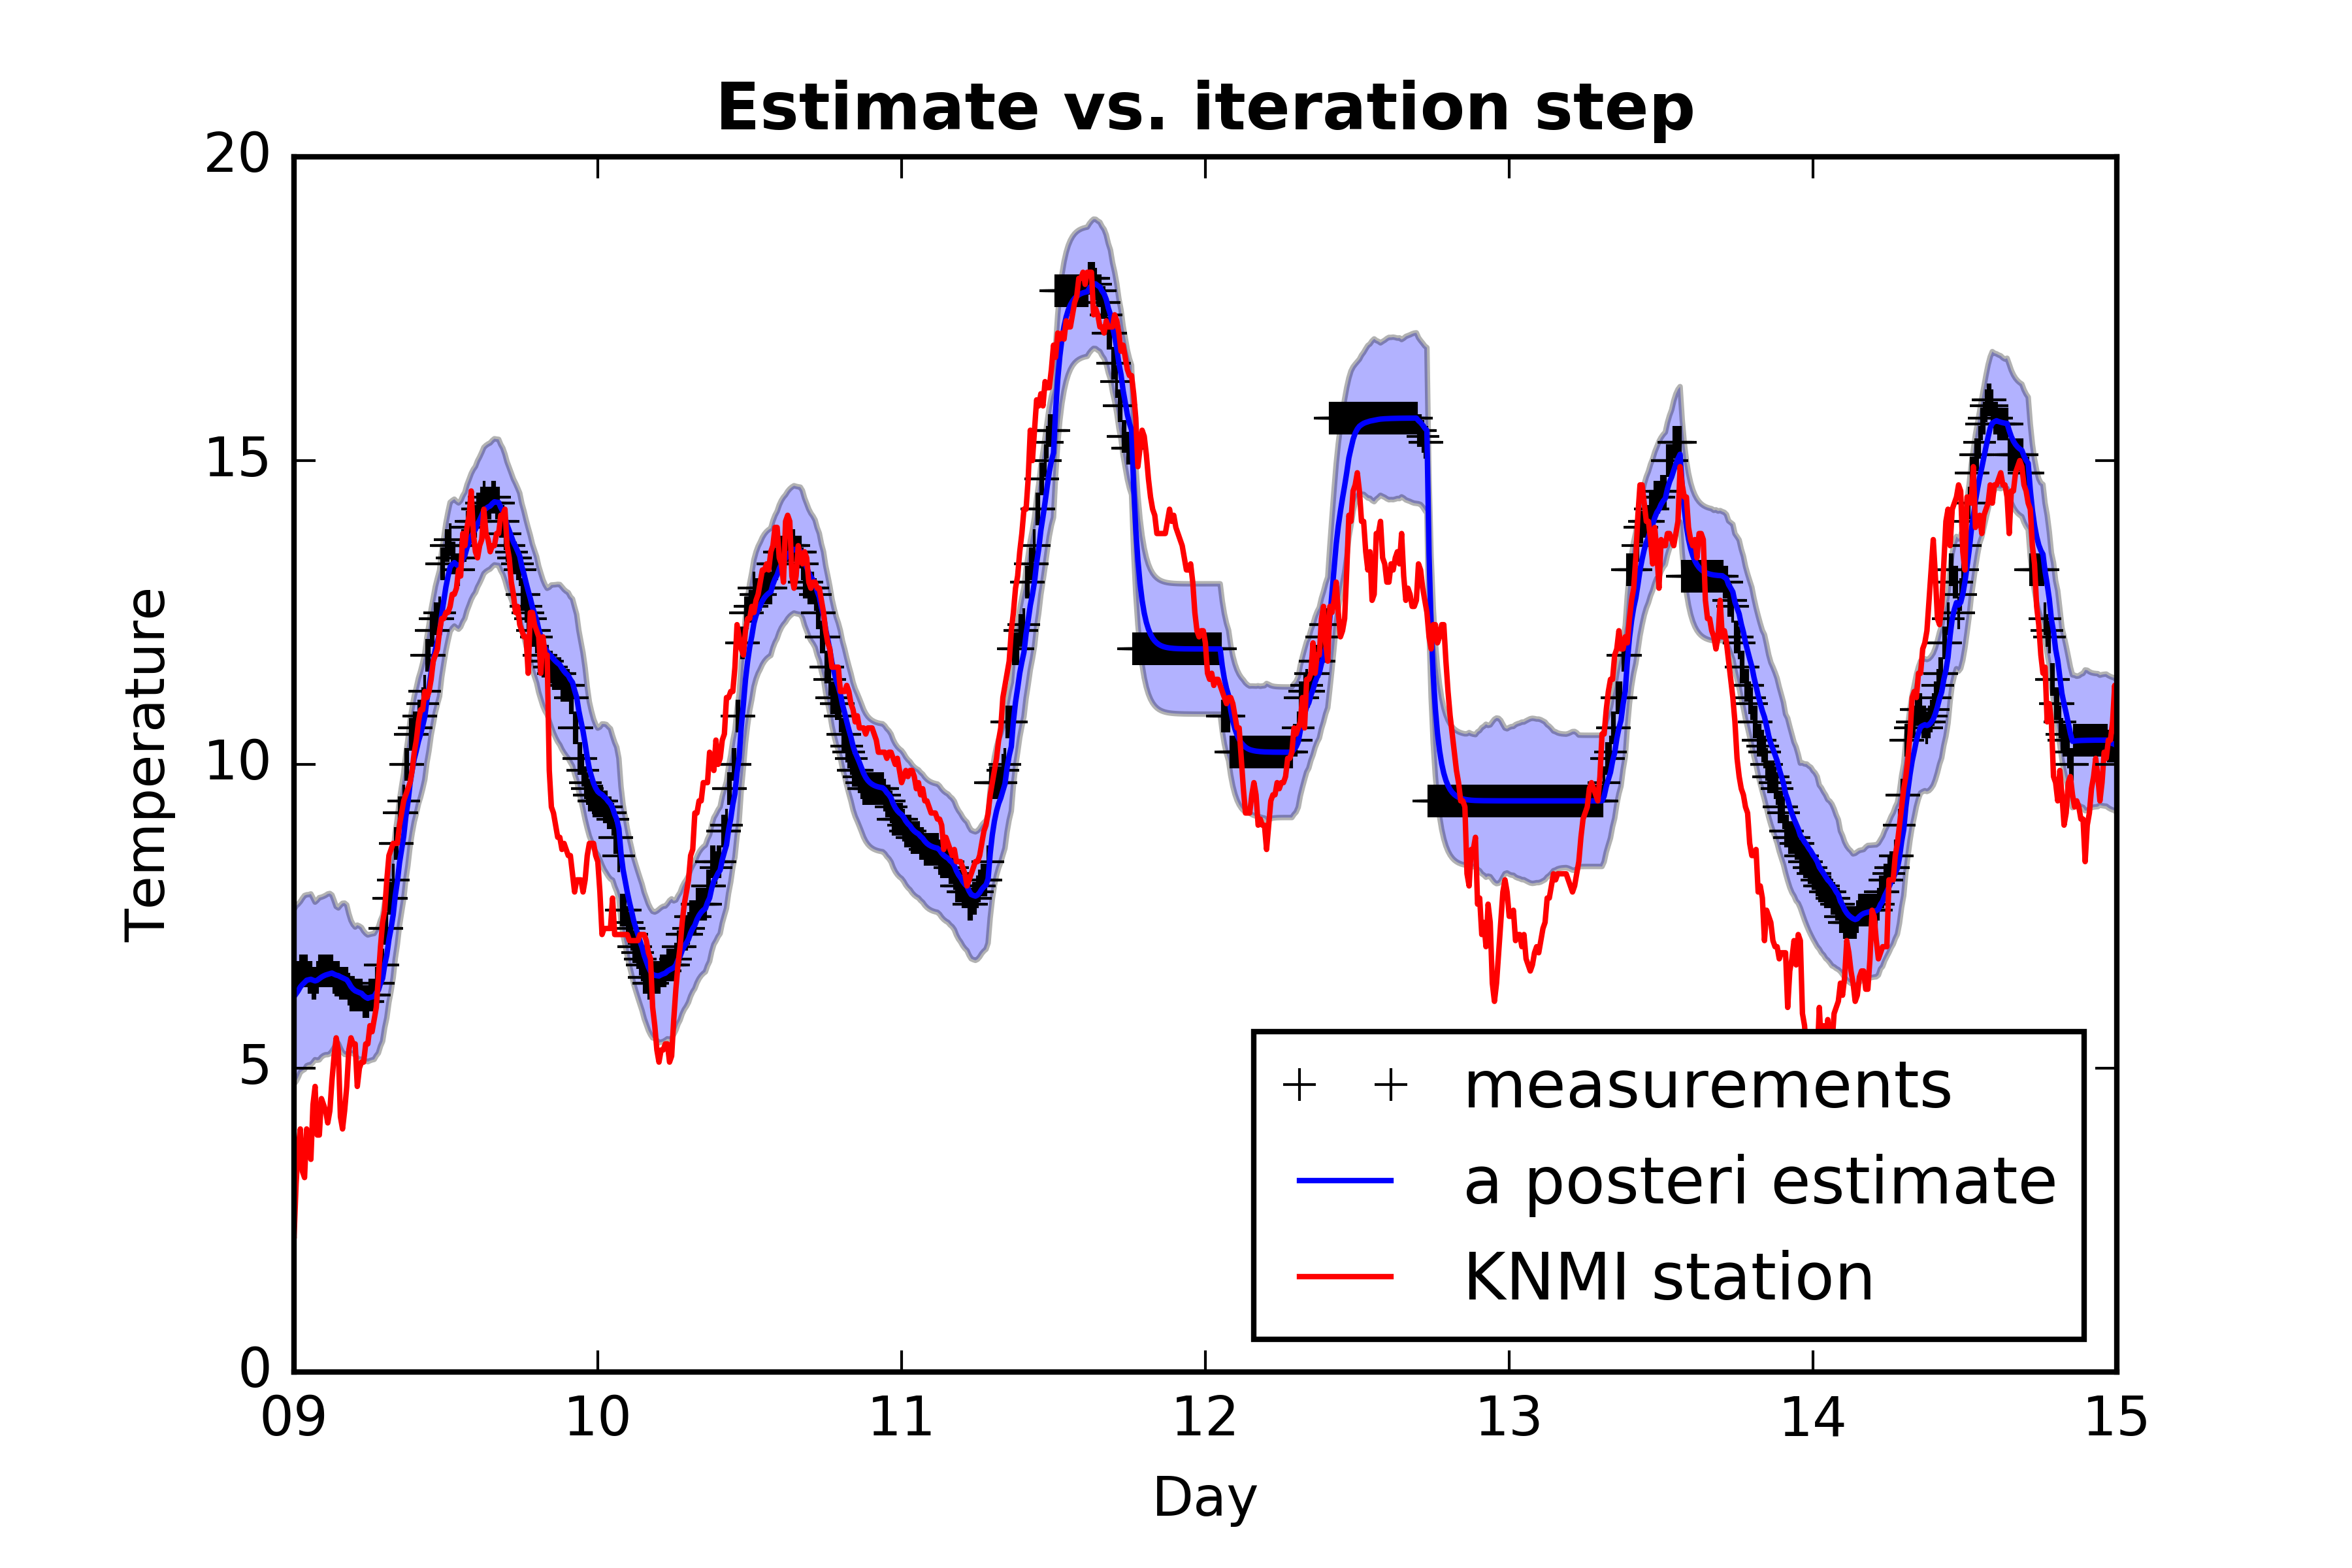 Estimate vs. iteration step
20
15
10
5
0
Temperature
measurements
a posteri estimate
KNMI station
09 10 11 12 13 14 15
Day